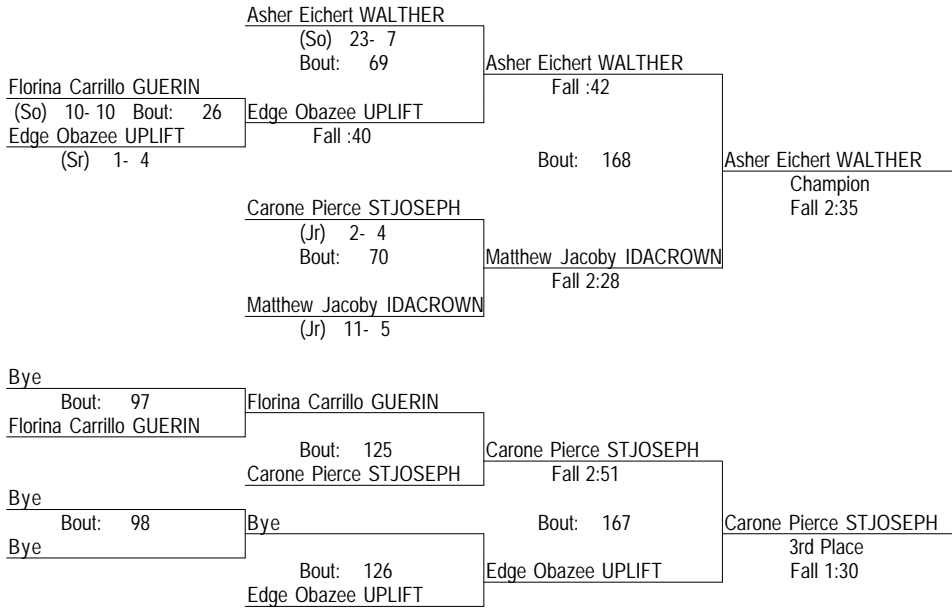 Asher Eichert WALTHER
(So) 23- 7
Bout: 69
Asher Eichert WALTHER
Fall :42
Florina Carrillo GUERIN
(So) 10- 10 Bout: 26
Edge Obazee UPLIFT
Edge Obazee UPLIFT
Fall :40
(Sr) 1- 4
Bout: 168
Asher Eichert WALTHER
Champion
Fall 2:35
Carone Pierce STJOSEPH
(Jr) 2- 4
Bout: 70
Matthew Jacoby IDACROWN
Fall 2:28
Matthew Jacoby IDACROWN
(Jr) 11- 5
Bye
Bout: 97
Florina Carrillo GUERIN
Florina Carrillo GUERIN
Bout: 125
Carone Pierce STJOSEPH
Carone Pierce STJOSEPH
Fall 2:51
Bye
Bout: 98
Bye
Bye
Bout: 167
Carone Pierce STJOSEPH
3rd Place
Fall 1:30
Bout: 126
Edge Obazee UPLIFT
Edge Obazee UPLIFT